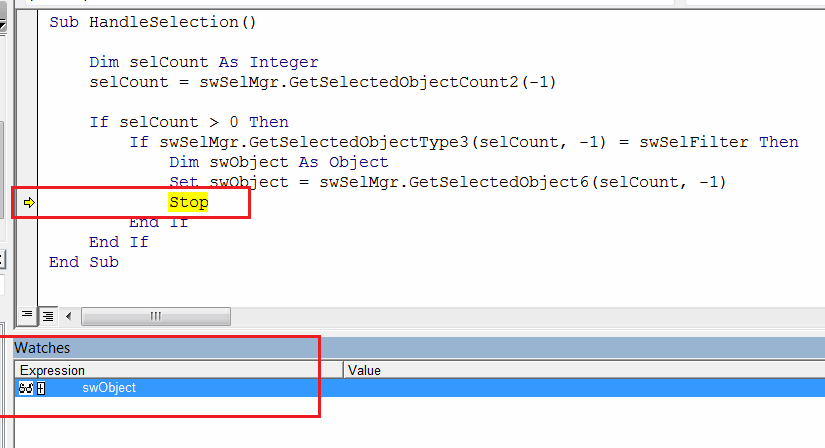 Sub HandleSelection()
Dim selCount As Integer
selCount = swSelMgr.GetSelectedObjectCount2(-1)
If selCount > 0 Then
If swSelMgr.GetSelectedObjectType3(selCount, -1) = swSelFilter Then
Dim swObject As Object
Set swObject = swSelMgr.GetSelectedObject6(selCount, -1)
Stop
End If
End If
End Sub
Watches
Expression Value
swObject